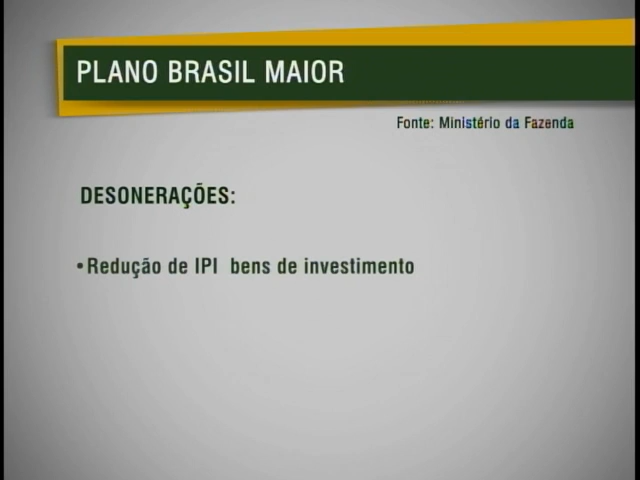 PLANO BRASIL MAIOR
Fonte: Ministério da Fazenda
DESONERAÇÕES:
•Redução de IPI bens de investimento